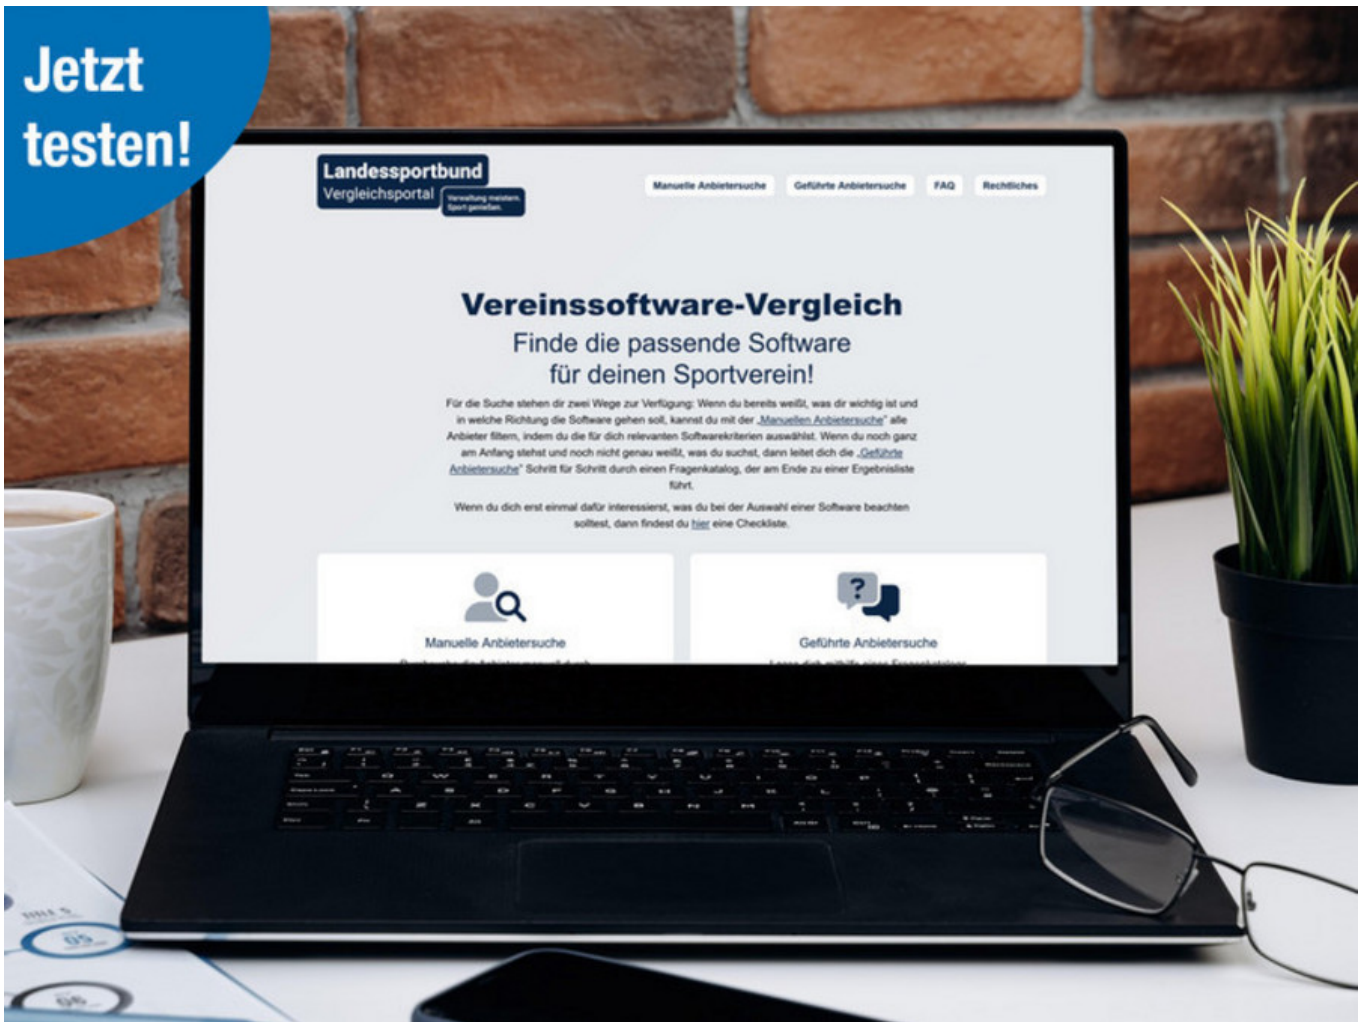 Jetzt
testen!
Landessportbund
Vergleichsportal
Verwaltung meistern.
Sport genießen.
Manuelle Anbietersuche
Geführte Anbietersuche
FAQ
Rechtliches
Vereinssoftware-Vergleich
Finde die passende Software
für deinen Sportverein!
Für die Suche stehen dir zwei Wege zur Verfügung: Wenn du bereits weißt, was dir wichtig ist und
in welche Richtung die Software gehen soll, kannst du mit der „Manuellen Anbietersuche“ alle
Anbieter filtern, indem du die für dich relevanten Softwarekriterien auswählst. Wenn du noch ganz
am Anfang stehst und noch nicht genau weißt, was du suchst, dann leitet dich die „Geführte
Anbietersuche“ Schritt für Schritt durch einen Fragenkatalog, der am Ende zu einer Ergebnisliste
führt.
Wenn du dich erst einmal dafür interessierst, was du bei der Auswahl einer Software beachten
solltest, dann findest du hier eine Checkliste.
Manuelle Anbietersuche
Geführte Anbietersuche
05
06